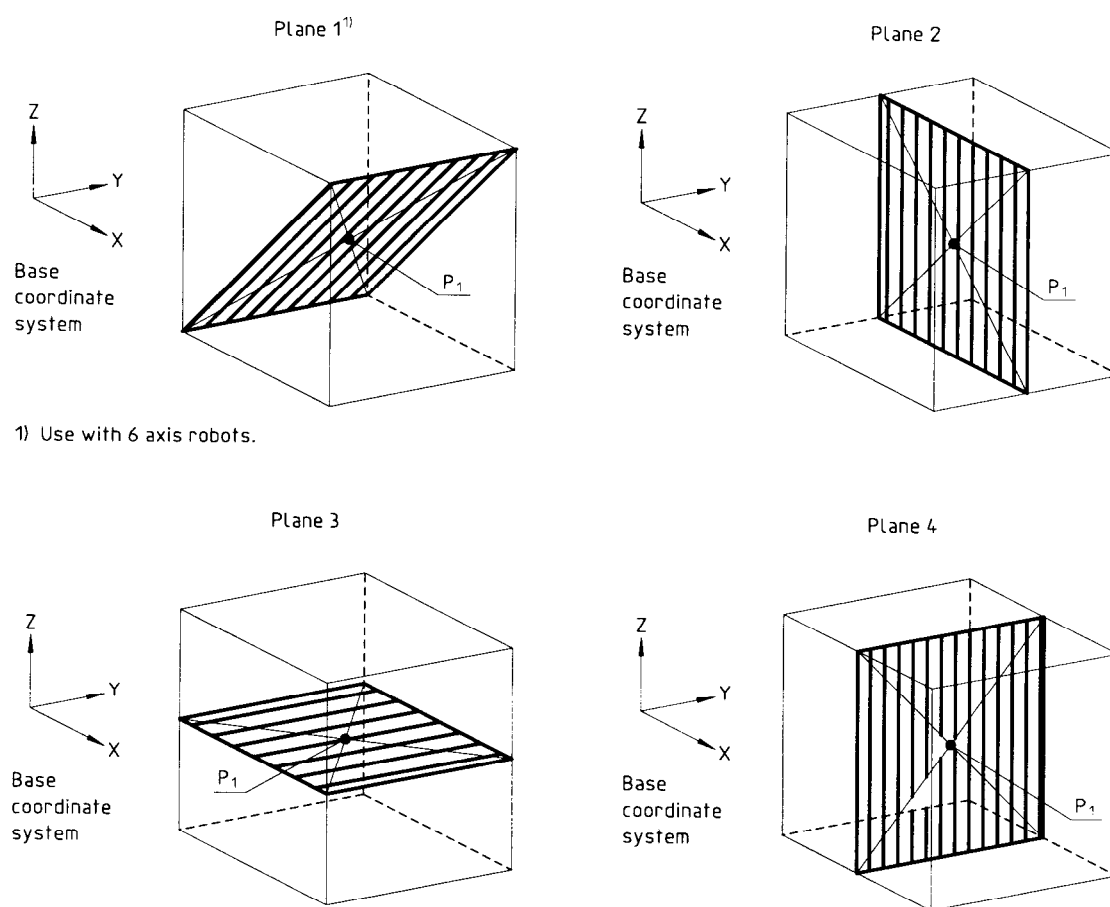 Plane 1¹⁾
Z
Y
X
Base
coordinate
system
P₁
1) Use with 6 axis robots.
Plane 2
Z
Y
X
Base
coordinate
system
P₁
Plane 3
Z
Y
X
Base
coordinate
system
P₁
Plane 4
Z
Y
X
Base
coordinate
system
P₁